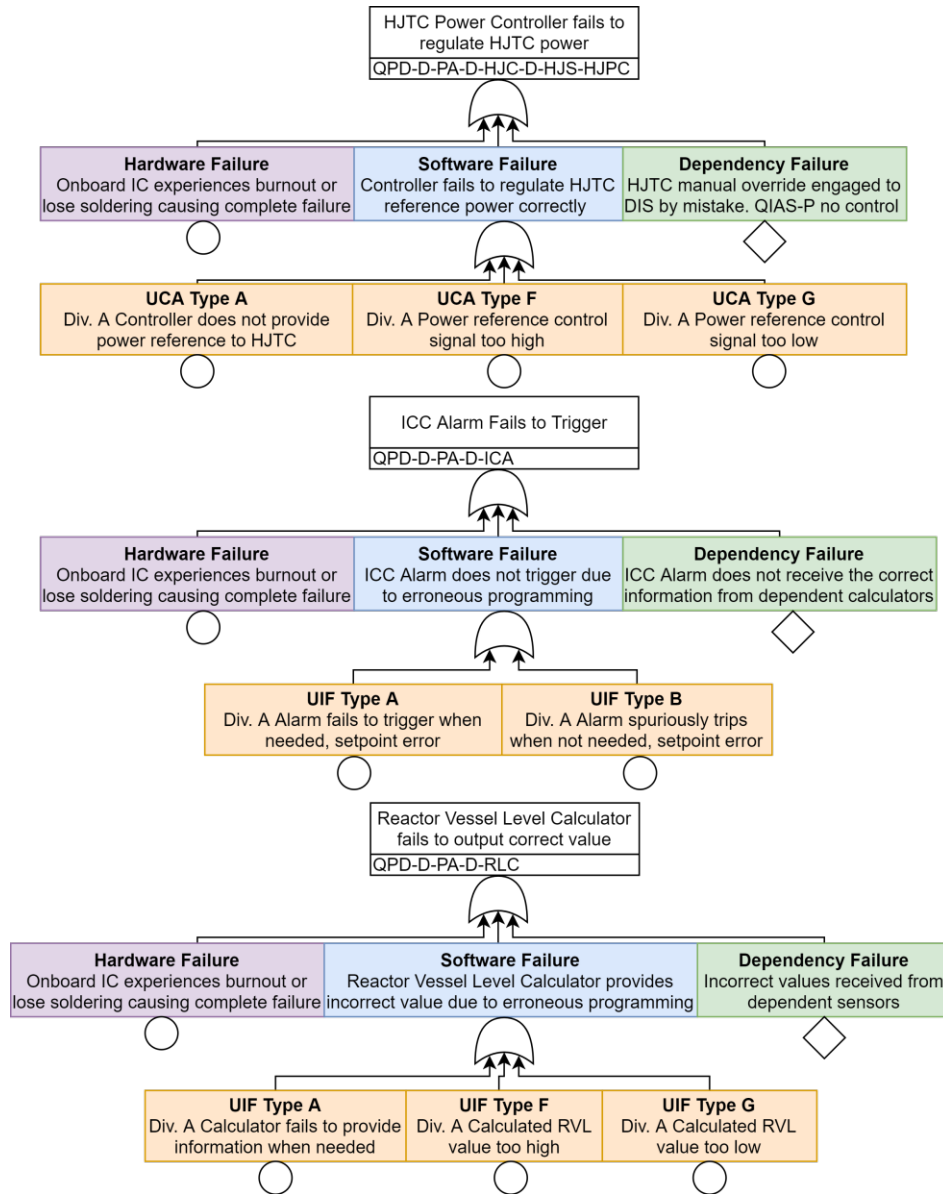 HJTC Power Controller fails to
regulate HJTC power
QPD-D-PA-D-HJC-D-HJS-HJPC
Hardware Failure
Onboard IC experiences burnout or
lose soldering causing complete failure
Software Failure
Controller fails to regulate HJTC
reference power correctly
Dependency Failure
HJTC manual override engaged to
DIS by mistake. QIAS-P no control
UCA Type A
Div. A Controller does not provide
power reference to HJTC
UCA Type F
Div. A Power reference control
signal too high
UCA Type G
Div. A Power reference control
signal too low
ICC Alarm Fails to Trigger
QPD-D-PA-D-ICA
Hardware Failure
Onboard IC experiences burnout or
lose soldering causing complete failure
Software Failure
ICC Alarm does not trigger due
to erroneous programming
Dependency Failure
ICC Alarm does not receive the correct
information from dependent calculators
UIF Type A
Div. A Alarm fails to trigger when
needed, setpoint error
UIF Type B
Div. A Alarm spuriously trips
when not needed, setpoint error
Reactor Vessel Level Calculator
fails to output correct value
QPD-D-PA-D-RLC
Hardware Failure
Onboard IC experiences burnout or
lose soldering causing complete failure
Software Failure
Reactor Vessel Level Calculator provides
incorrect value due to erroneous programming
Dependency Failure
Incorrect values received from
dependent sensors
UIF Type A
Div. A Calculator fails to provide
information when needed
UIF Type F
Div. A Calculated RVL
value too high
UIF Type G
Div. A Calculated RVL
value too low